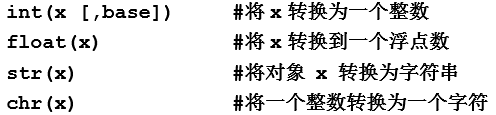 int(x [,base])  #将x转换为一个整数
float(x)  #将x转换到一个浮点数
str(x)  #将对象 x 转换为字符串
chr(x)  #将一个整数转换为一个字符